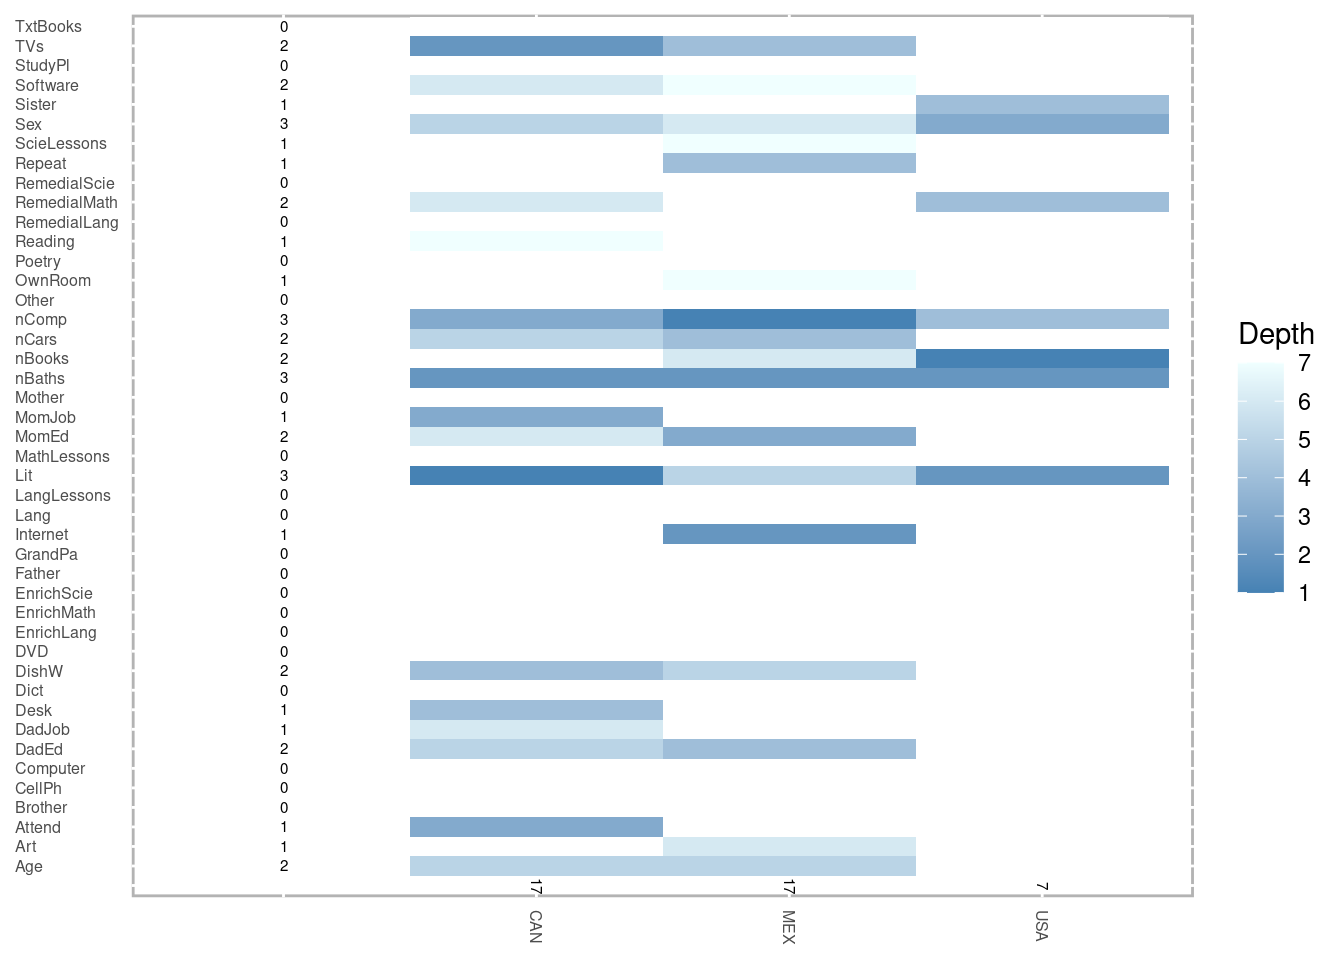 TxtBooks 0
TVs 2
StudyPl 0
Software 2
Sister 1
Sex 3
ScieLessons 1
Repeat 1
RemedialScie 0
RemedialMath 2
RemedialLang 0
Reading 1
Poetry 0
OwnRoom 1
Other 0
nComp 3
nCars 2
nBooks 2
nBaths 3
Mother 0
MomJob 1
MomEd 2
MathLessons 0
Lit 3
LangLessons 0
Lang 0
Internet 1
GrandPa 0
Father 0
EnrichScie 0
EnrichMath 0
EnrichLang 0
DVD 0
DishW 2
Dict 0
Desk 1
DadJob 1
DadEd 2
Computer 0
CellPh 0
Brother 0
Attend 1
Art 1
Age 2
17 17 7
CAN MEX USA
Depth
7
6
5
4
3
2
1